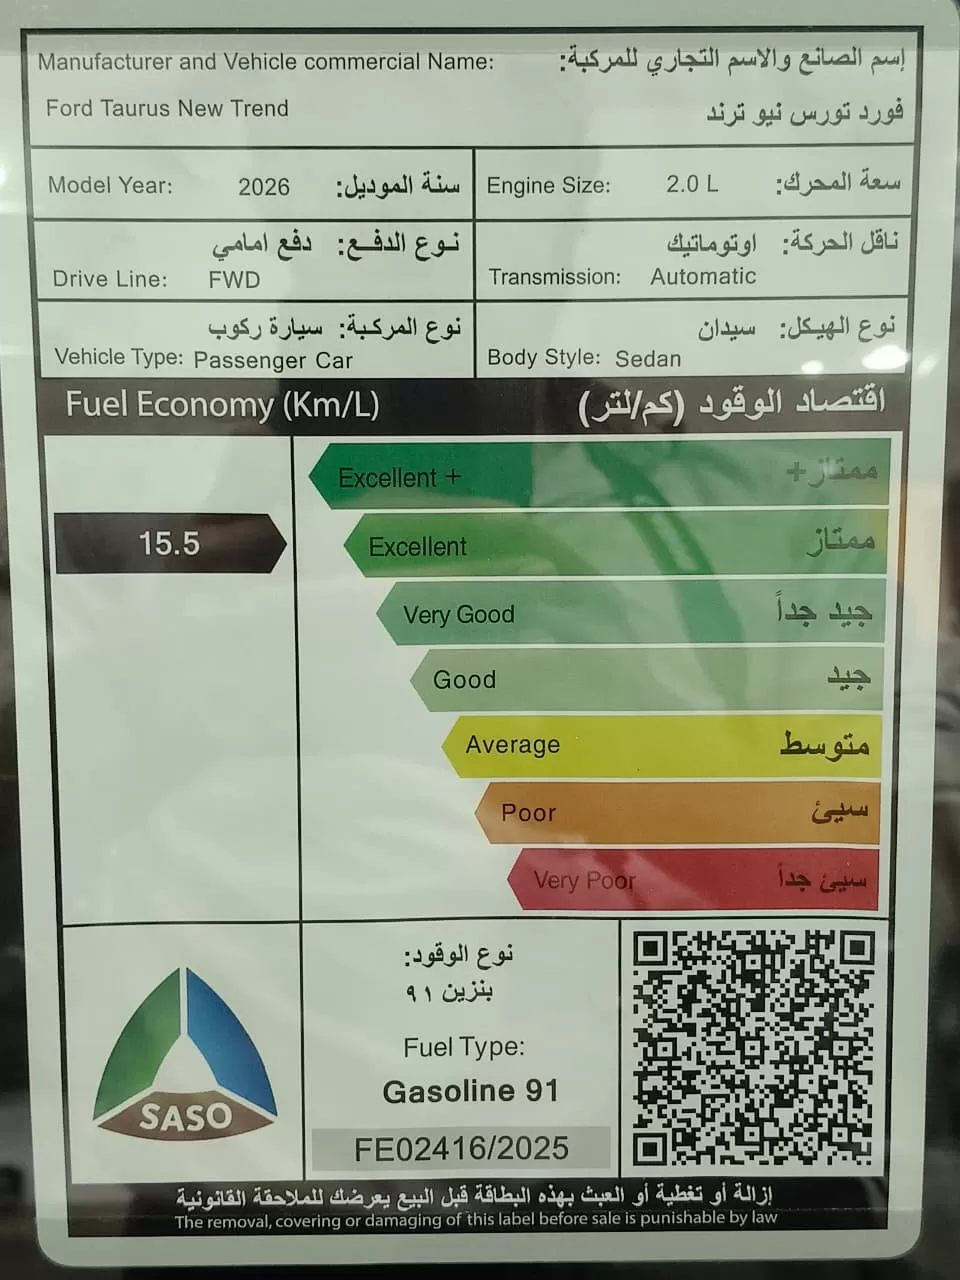 Manufacturer and Vehicle commercial Name: إسم الصانع والاسم التجاري للمركبة:
Ford Taurus New Trend فورد تورس نيو ترند
Model Year: 2026 سنة الموديل:
Engine Size: 2.0 L سعة المحرك:
نوع الدفع: دفع امامي
Drive Line: FWD
ناقل الحركة: اوتوماتيك
Transmission: Automatic
نوع المركبة: سيارة ركوب
Vehicle Type: Passenger Car
نوع الهيكل: سيدان
Body Style: Sedan
Fuel Economy (Km/L) اقتصاد الوقود (كم/لتر)
Excellent + ممتاز+
15.5
Excellent ممتاز
Very Good جيد جداً
Good جيد
Average متوسط
Poor سيئ
Very Poor سيئ جداً
SASO
نوع الوقود:
بنزين ٩١
Fuel Type:
Gasoline 91
FE02416/2025
إزالة أو تغطية أو العبث بهذه البطاقة قبل البيع يعرضك للملاحقة القانونية
The removal, covering or damaging of this label before sale is punishable by law